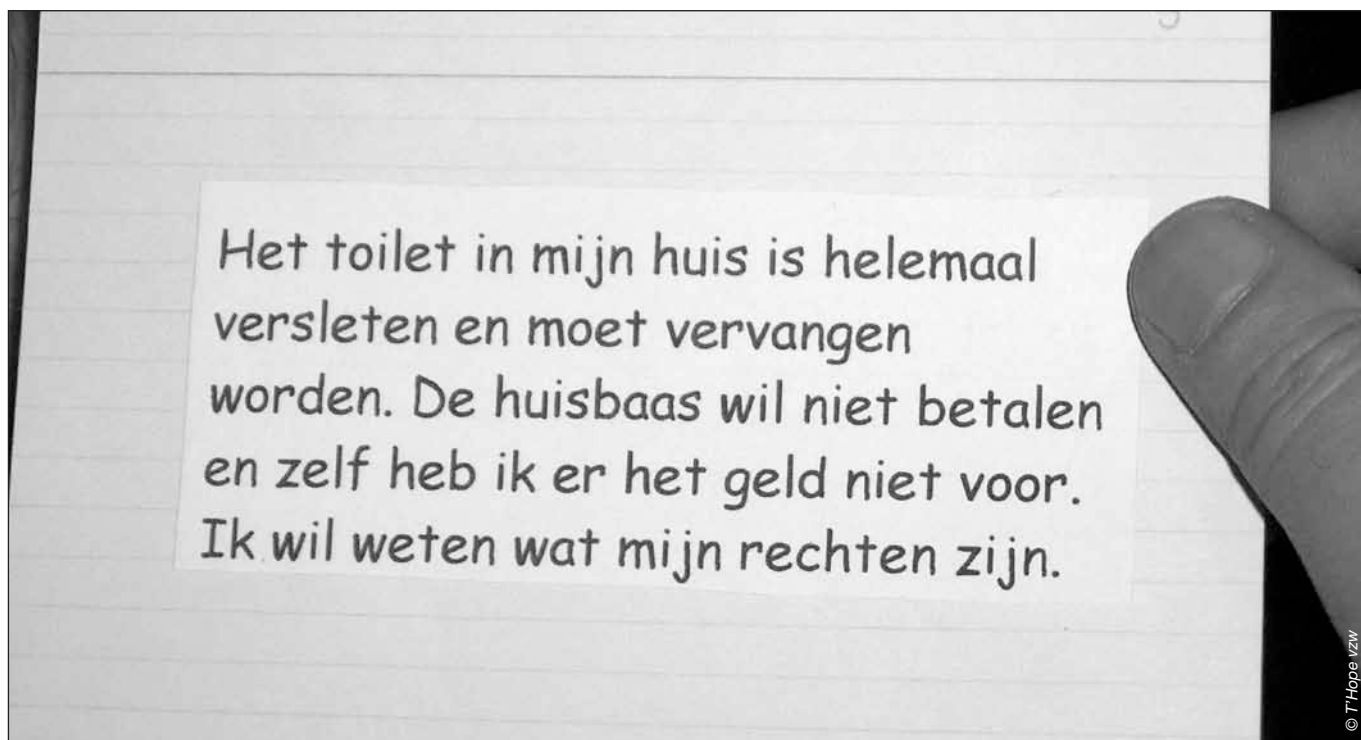 Het toilet in mijn huis is helemaal
versleten en moet vervangen
worden. De huisbaas wil niet betalen
en zelf heb ik er het geld niet voor.
Ik wil weten wat mijn rechten zijn.
© T'Hope vzw